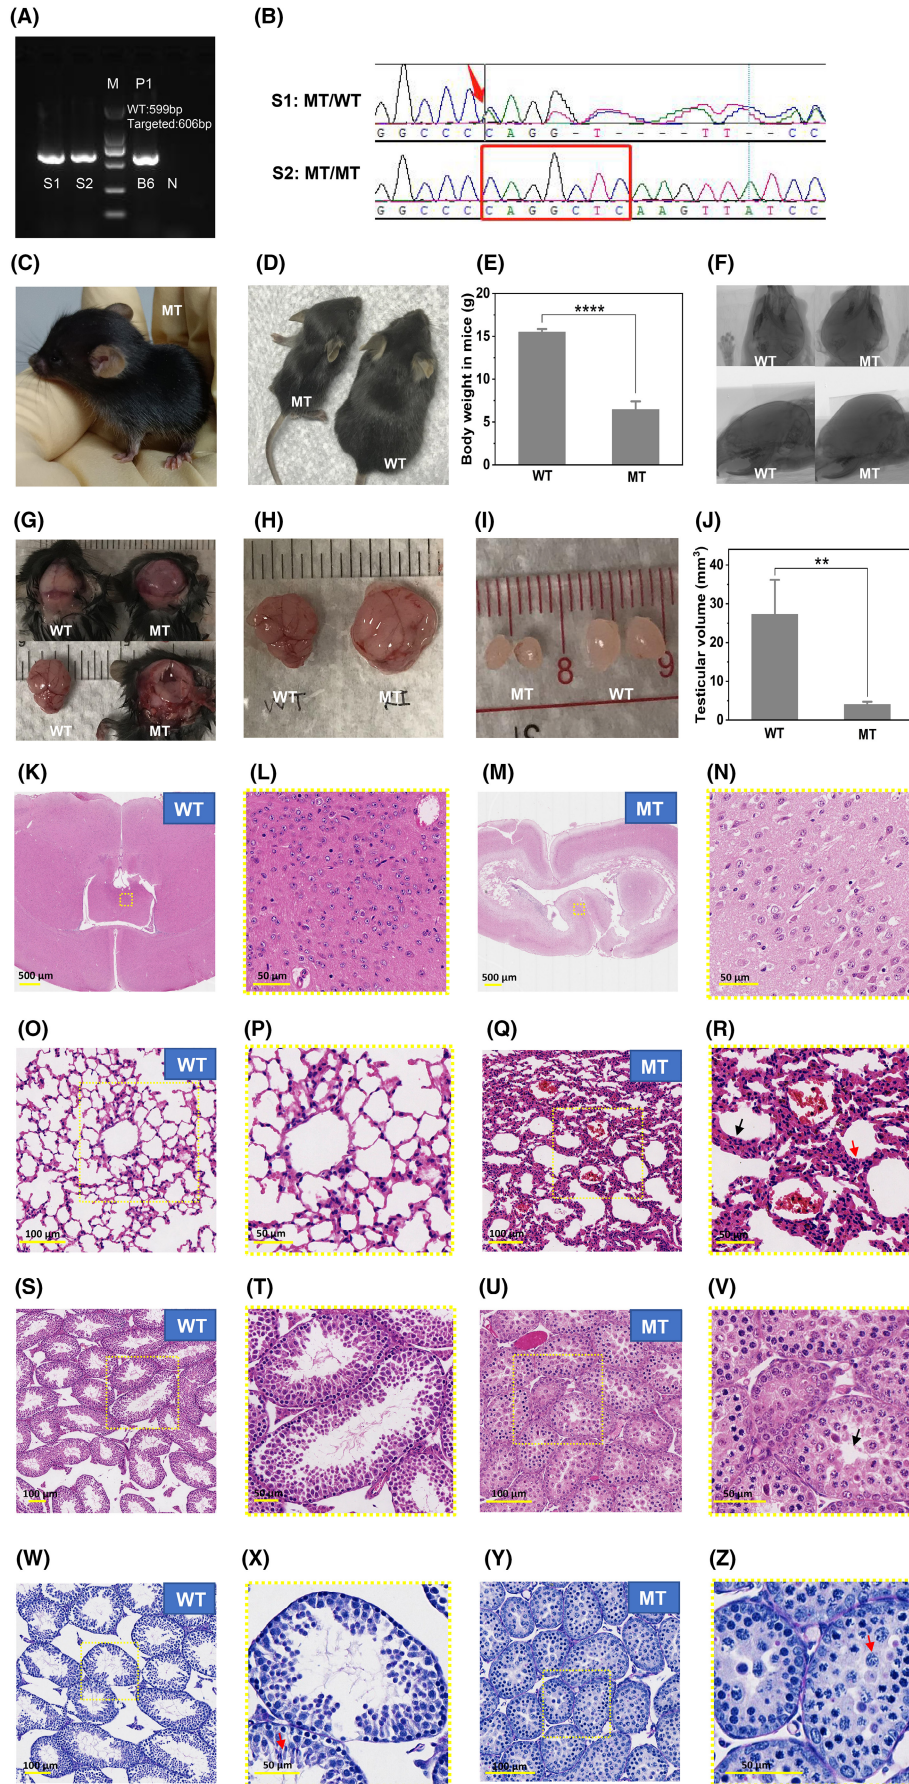 (A)
M P1
WT:599bp
Targeted:606bp
S1 S2 B6 N
(B)
S1: MT/WT
G G C C C C A G G - T - - - - T T - - C C
S2: MT/MT
G G C C C C A G G C T C A A G T T A T C C
(C)
MT
(D)
MT
WT
(E)
Body weight in mice (g)
20
15
10
5
0
****
WT MT
(F)
WT MT
WT MT
(G)
WT MT
WT MT
(H)
WT MT
WT
(I)
8 9
MT WT
(J)
Testicular volume (mm³)
40
30
20
10
0
**
WT MT
(K)
WT
500 μm
(L)
50 μm
(M)
MT
500 μm
(N)
50 μm
(O)
WT
100 μm
(P)
50 μm
(Q)
MT
100 μm
(R)
50 μm
(S)
WT
100 μm
(T)
50 μm
(U)
MT
100 μm
(V)
50 μm
(W)
WT
100 μm
(X)
50 μm
(Y)
MT
100 μm
(Z)
50 μm